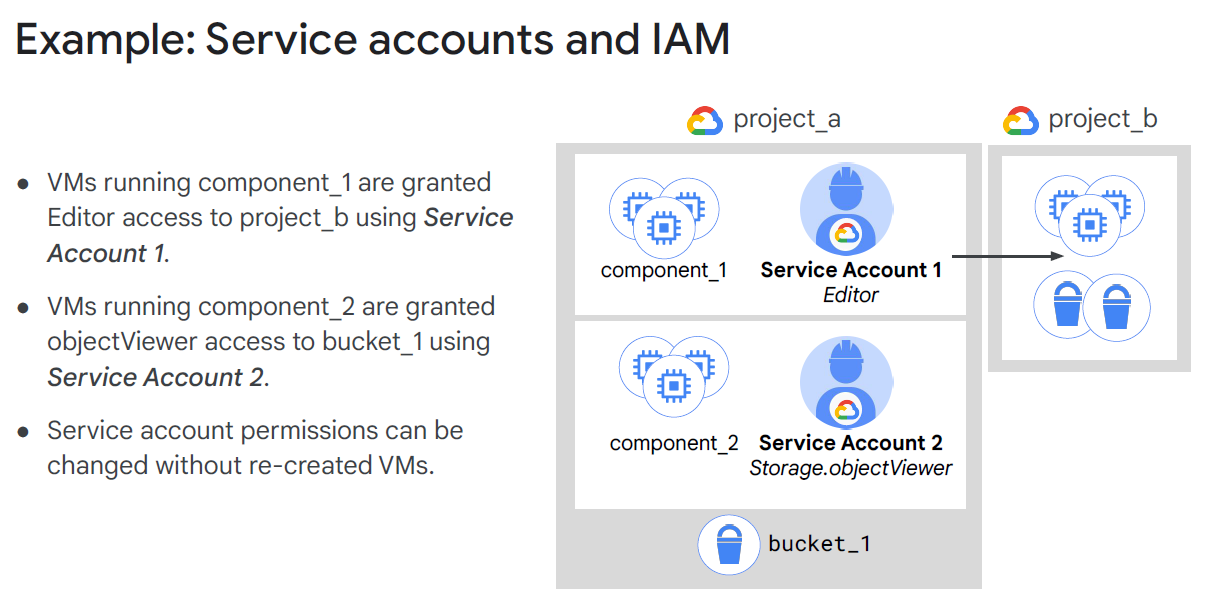 Example: Service accounts and IAM
● VMs running component_1 are granted
Editor access to project_b using Service
Account 1.
● VMs running component_2 are granted
objectViewer access to bucket_1 using
Service Account 2.
● Service account permissions can be
changed without re-created VMs.
project_a
component_1
Service Account 1
Editor
component_2
Service Account 2
Storage.objectViewer
bucket_1
project_b